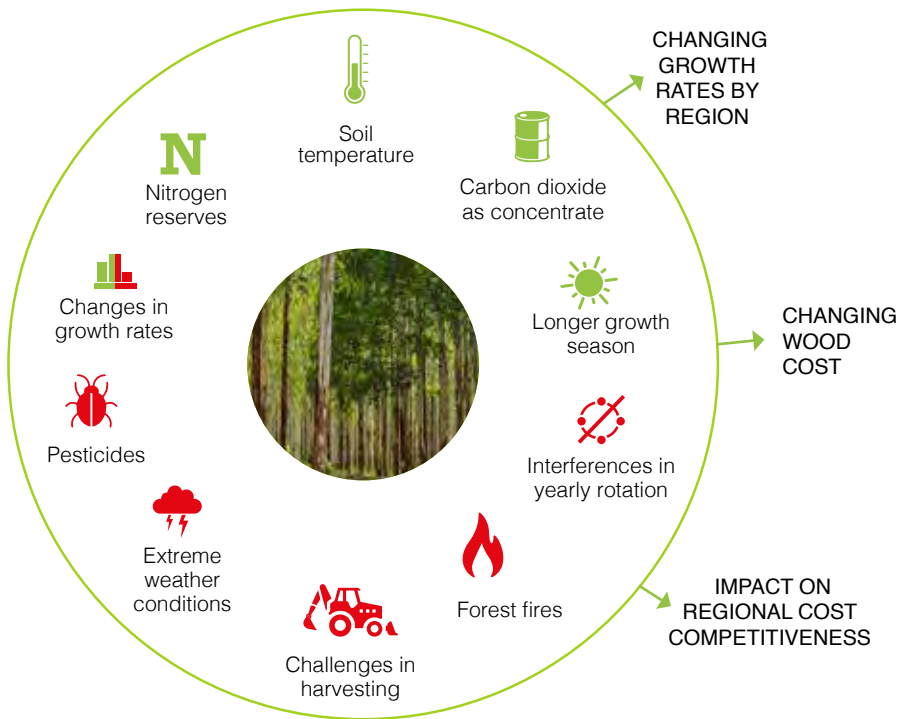 CHANGING
GROWTH
RATES BY
REGION
Soil
temperature
N
Nitrogen
reserves
Carbon dioxide
as concentrate
Changes in
growth rates
Longer growth
season
CHANGING
WOOD
COST
Pesticides
Interferences in
yearly rotation
Extreme
weather
conditions
Forest fires
IMPACT ON
REGIONAL COST
COMPETITIVENESS
Challenges in
harvesting